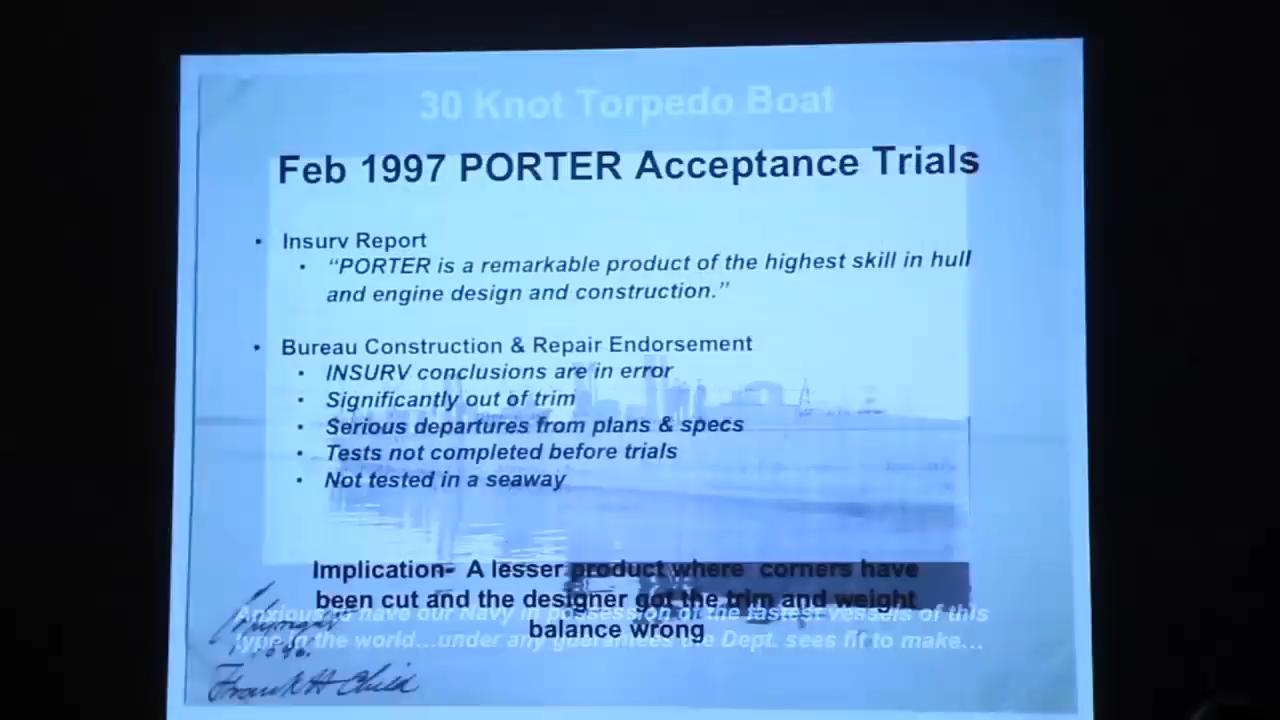 30 Knot Torpedo Boat
Feb 1997 PORTER Acceptance Trials
• Insurv Report
• “PORTER is a remarkable product of the highest skill in hull
and engine design and construction.”
• Bureau Construction & Repair Endorsement
• INSURV conclusions are in error
• Significantly out of trim
• Serious departures from plans & specs
• Tests not completed before trials
• Not tested in a seaway
Implication- A lesser product where corners have
been cut and the designer got the trim and weight
balance wrong
Anxious to have our Navy in possession of the fastest vessels of this
type in the world...under any guarantees the Dept. sees fit to make...
Frank H Child